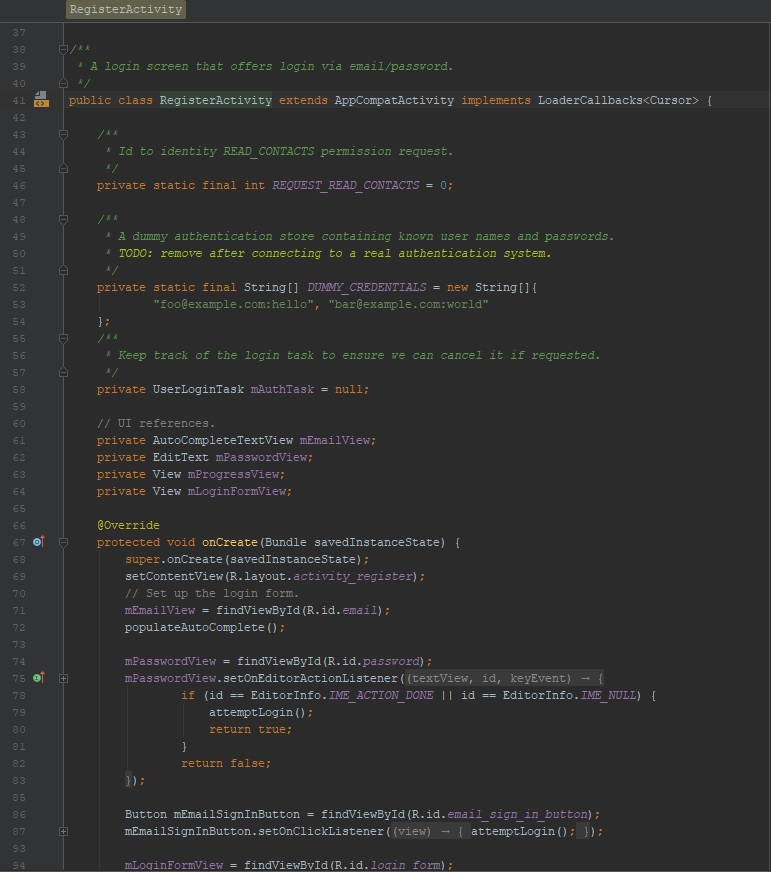 RegisterActivity
37
38 /**
39 * A login screen that offers login via email/password.
40 */
41 public class RegisterActivity extends AppCompatActivity implements LoaderCallbacks<Cursor> {
42
43 /**
44 * Id to identity READ_CONTACTS permission request.
45 */
46 private static final int REQUEST_READ_CONTACTS = 0;
47
48 /**
49 * A dummy authentication store containing known user names and passwords.
50 * TODO: remove after connecting to a real authentication system.
51 */
52 private static final String[] DUMMY_CREDENTIALS = new String[]{
53 "foo@example.com:hello", "bar@example.com:world"
54 };
55 /**
56 * Keep track of the login task to ensure we can cancel it if requested.
57 */
58 private UserLoginTask mAuthTask = null;
59
60 // UI references.
61 private AutoCompleteTextView mEmailView;
62 private EditText mPasswordView;
63 private View mProgressView;
64 private View mLoginFormView;
65
66 @Override
67 protected void onCreate(Bundle savedInstanceState) {
68 super.onCreate(savedInstanceState);
69 setContentView(R.layout.activity_register);
70 // Set up the login form.
71 mEmailView = findViewById(R.id.email);
72 populateAutoComplete();
73
74 mPasswordView = findViewById(R.id.password);
75 mPasswordView.setOnEditorActionListener((textView, id, keyEvent) → {
78 if (id == EditorInfo.IME_ACTION_DONE || id == EditorInfo.IME_NULL) {
79 attemptLogin();
80 return true;
81 }
82 return false;
83 });
85
86 Button mEmailSignInButton = findViewById(R.id.email_sign_in_button);
87 mEmailSignInButton.setOnClickListener((view) → { attemptLogin(); });
93
94 mLoginFormView = findViewById(R.id.login_form);